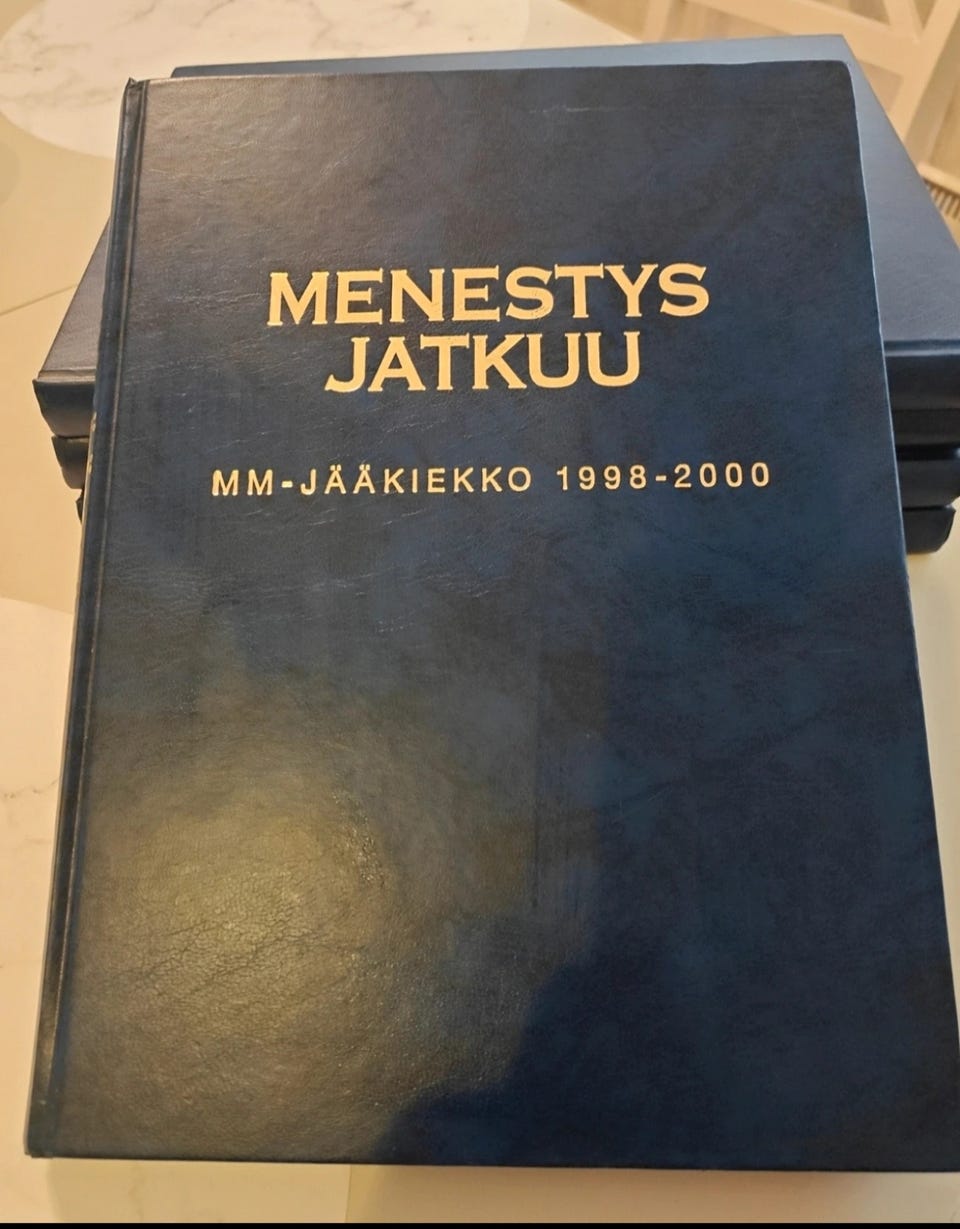 MENESTYS
JATKUU
MM-JÄÄKIEKKO 1998-2000